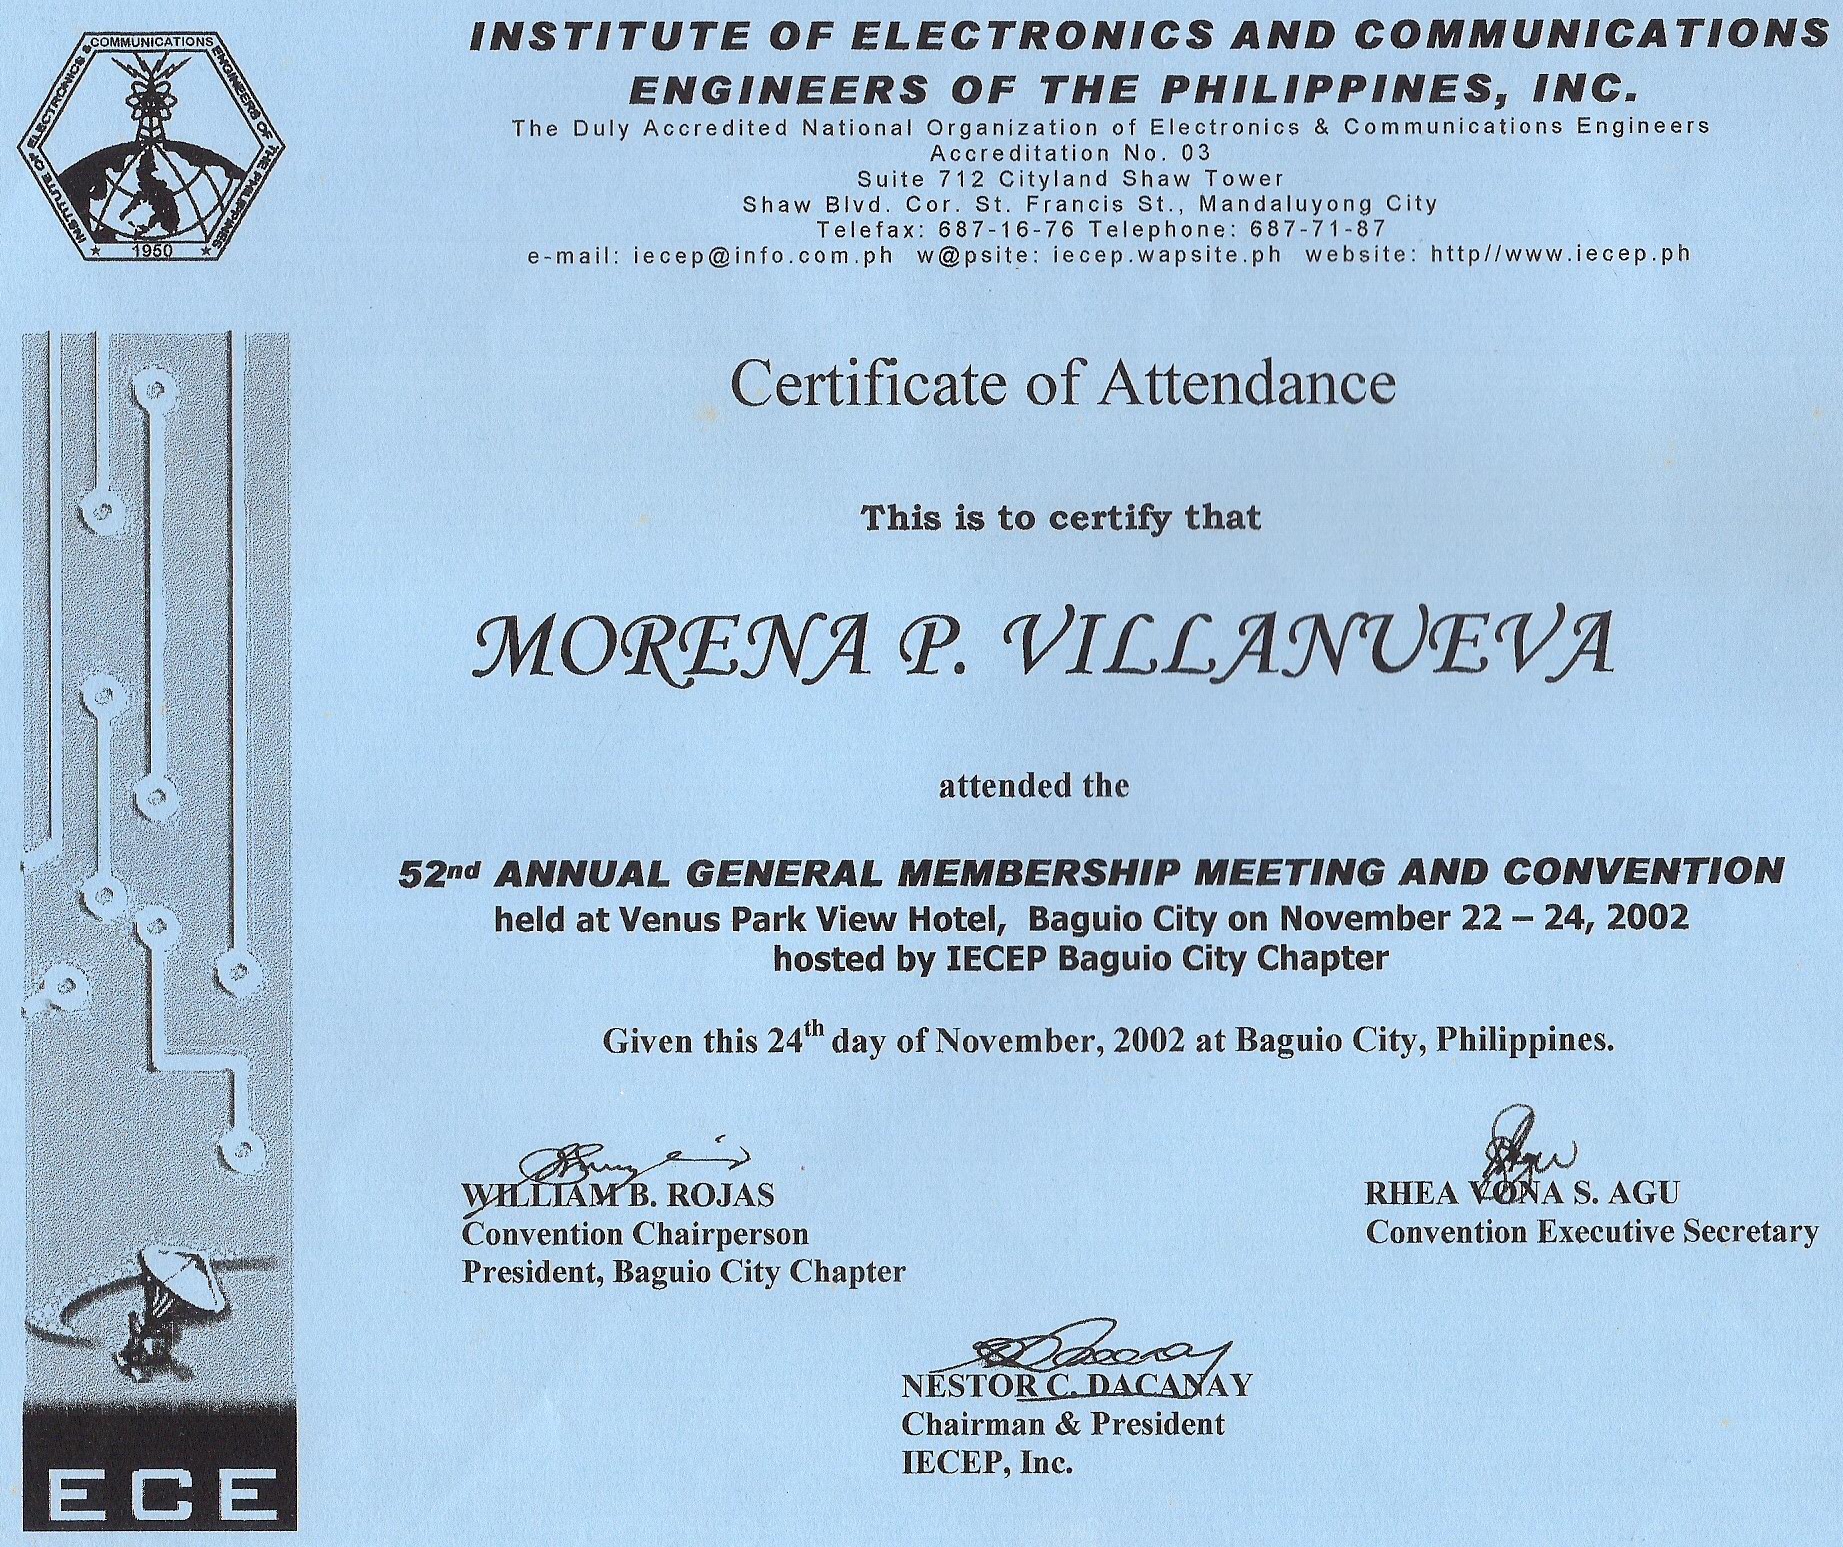 INSTITUTE OF ELECTRONICS & COMMUNICATIONS ENGINEERS OF THE PHILIPPINES
★ 1950 ★
INSTITUTE OF ELECTRONICS AND COMMUNICATIONS
ENGINEERS OF THE PHILIPPINES, INC.
The Duly Accredited National Organization of Electronics & Communications Engineers
Accreditation No. 03
Suite 712 Cityland Shaw Tower
Shaw Blvd. Cor. St. Francis St., Mandaluyong City
Telefax: 687-16-76 Telephone: 687-71-87
e-mail: iecep@info.com.ph w@psite: iecep.wapsite.ph website: http//www.iecep.ph
Certificate of Attendance
This is to certify that
MORENA P. VILLANUEVA
attended the
52nd ANNUAL GENERAL MEMBERSHIP MEETING AND CONVENTION
held at Venus Park View Hotel, Baguio City on November 22 – 24, 2002
hosted by IECEP Baguio City Chapter
Given this 24th day of November, 2002 at Baguio City, Philippines.
WILLIAM B. ROJAS
Convention Chairperson
President, Baguio City Chapter
RHEA VONA S. AGU
Convention Executive Secretary
NESTOR C. DACANAY
Chairman & President
IECEP, Inc.
ECE